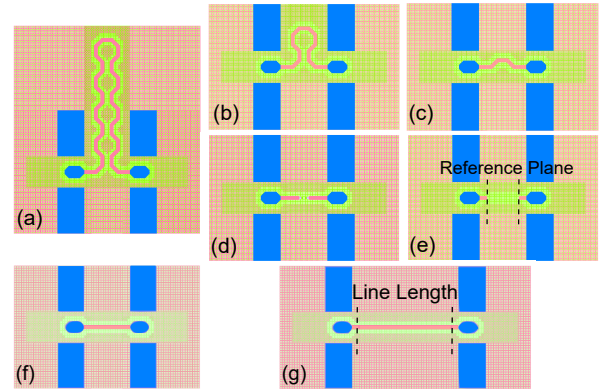 (a)
(b)
(c)
(d)
Reference Plane
(e)
(f)
Line Length
(g)